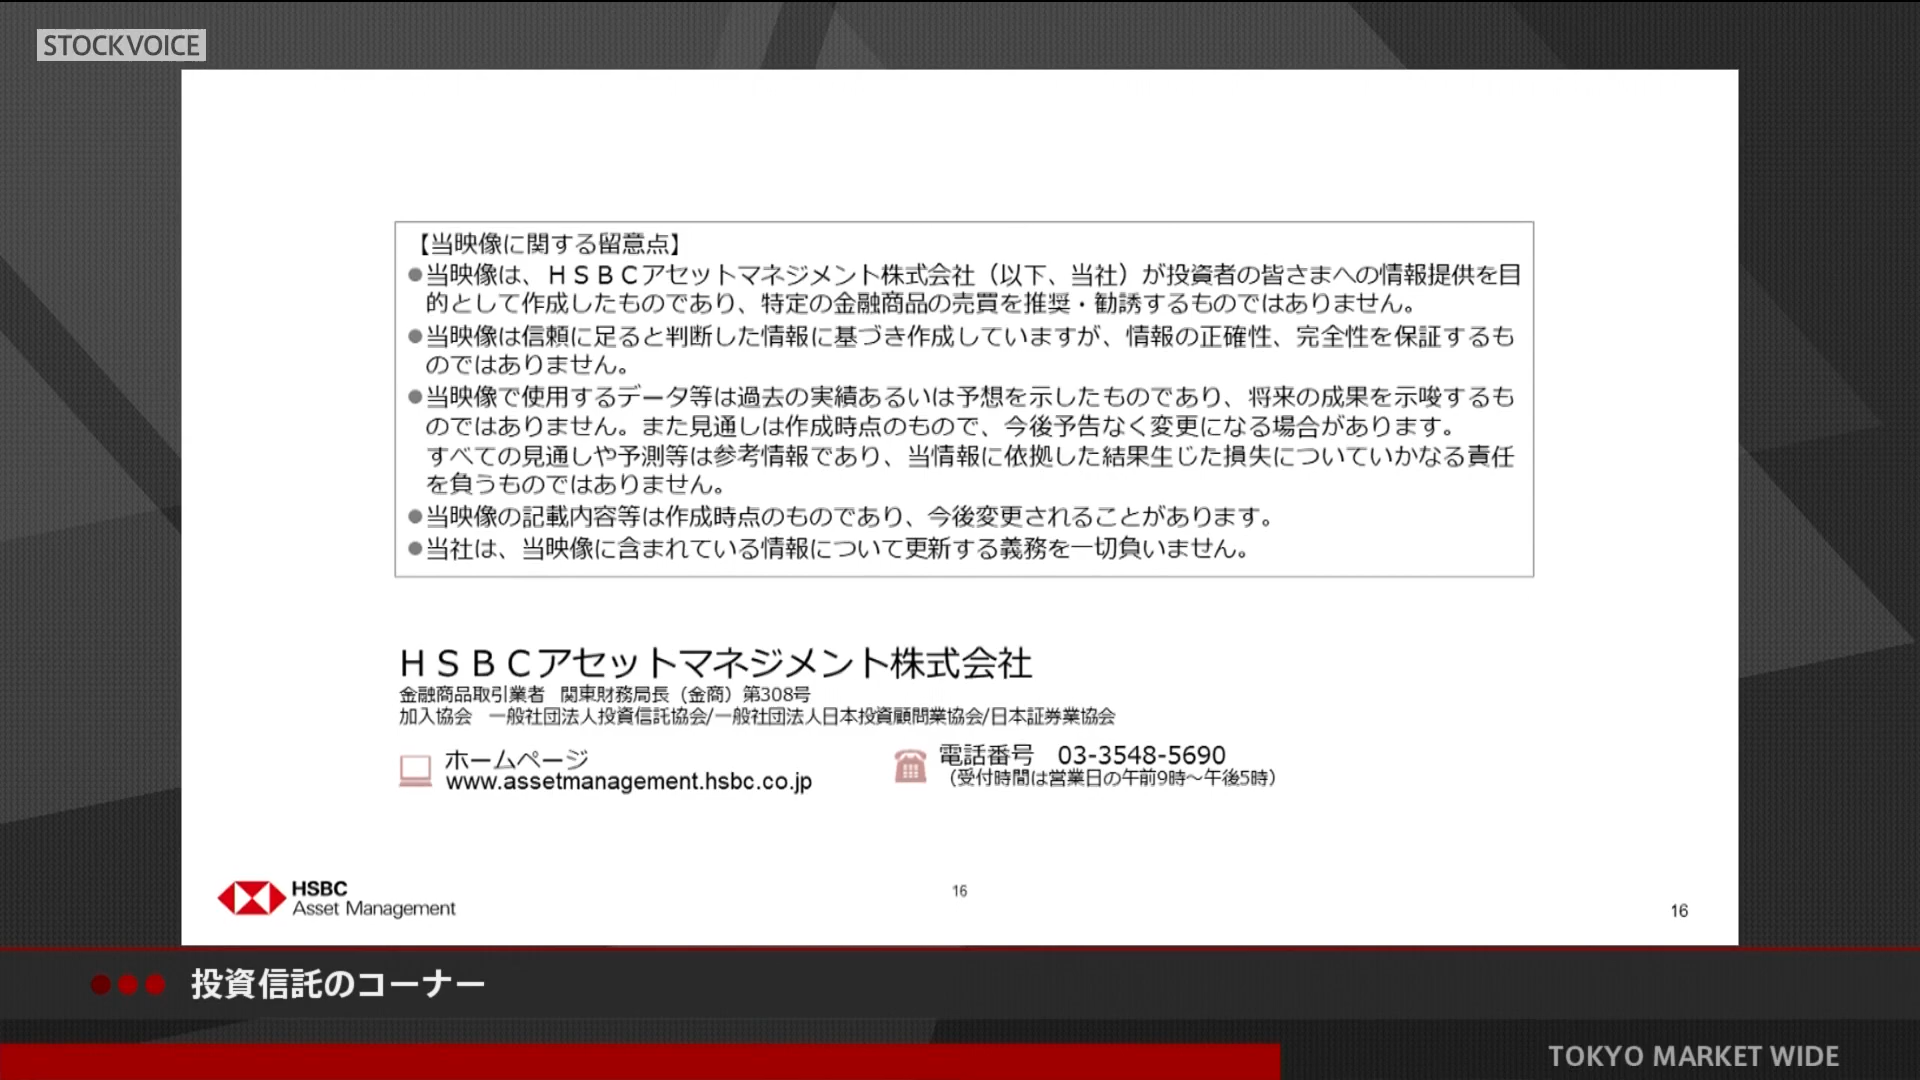 STOCKVOICE
【当映像に関する留意点】
●当映像は、ＨＳＢＣアセットマネジメント株式会社（以下、当社）が投資者の皆さまへの情報提供を目
的として作成したものであり、特定の金融商品の売買を推奨・勧誘するものではありません。
●当映像は信頼に足ると判断した情報に基づき作成していますが、情報の正確性、完全性を保証するも
のではありません。
●当映像で使用するデータ等は過去の実績あるいは予想を示したものであり、将来の成果を示唆するも
のではありません。また見通しは作成時点のもので、今後予告なく変更になる場合があります。
すべての見通しや予測等は参考情報であり、当情報に依拠した結果生じた損失についていかなる責任
を負うものではありません。
●当映像の記載内容等は作成時点のものであり、今後変更されることがあります。
●当社は、当映像に含まれている情報について更新する義務を一切負いません。
ＨＳＢＣアセットマネジメント株式会社
金融商品取引業者　関東財務局長（金商）第308号
加入協会　一般社団法人投資信託協会/一般社団法人日本投資顧問業協会/日本証券業協会
ホームページ
www.assetmanagement.hsbc.co.jp
電話番号　03-3548-5690
（受付時間は営業日の午前9時～午後5時）
HSBC
Asset Management
16
16
投資信託のコーナー
TOKYO MARKET WIDE